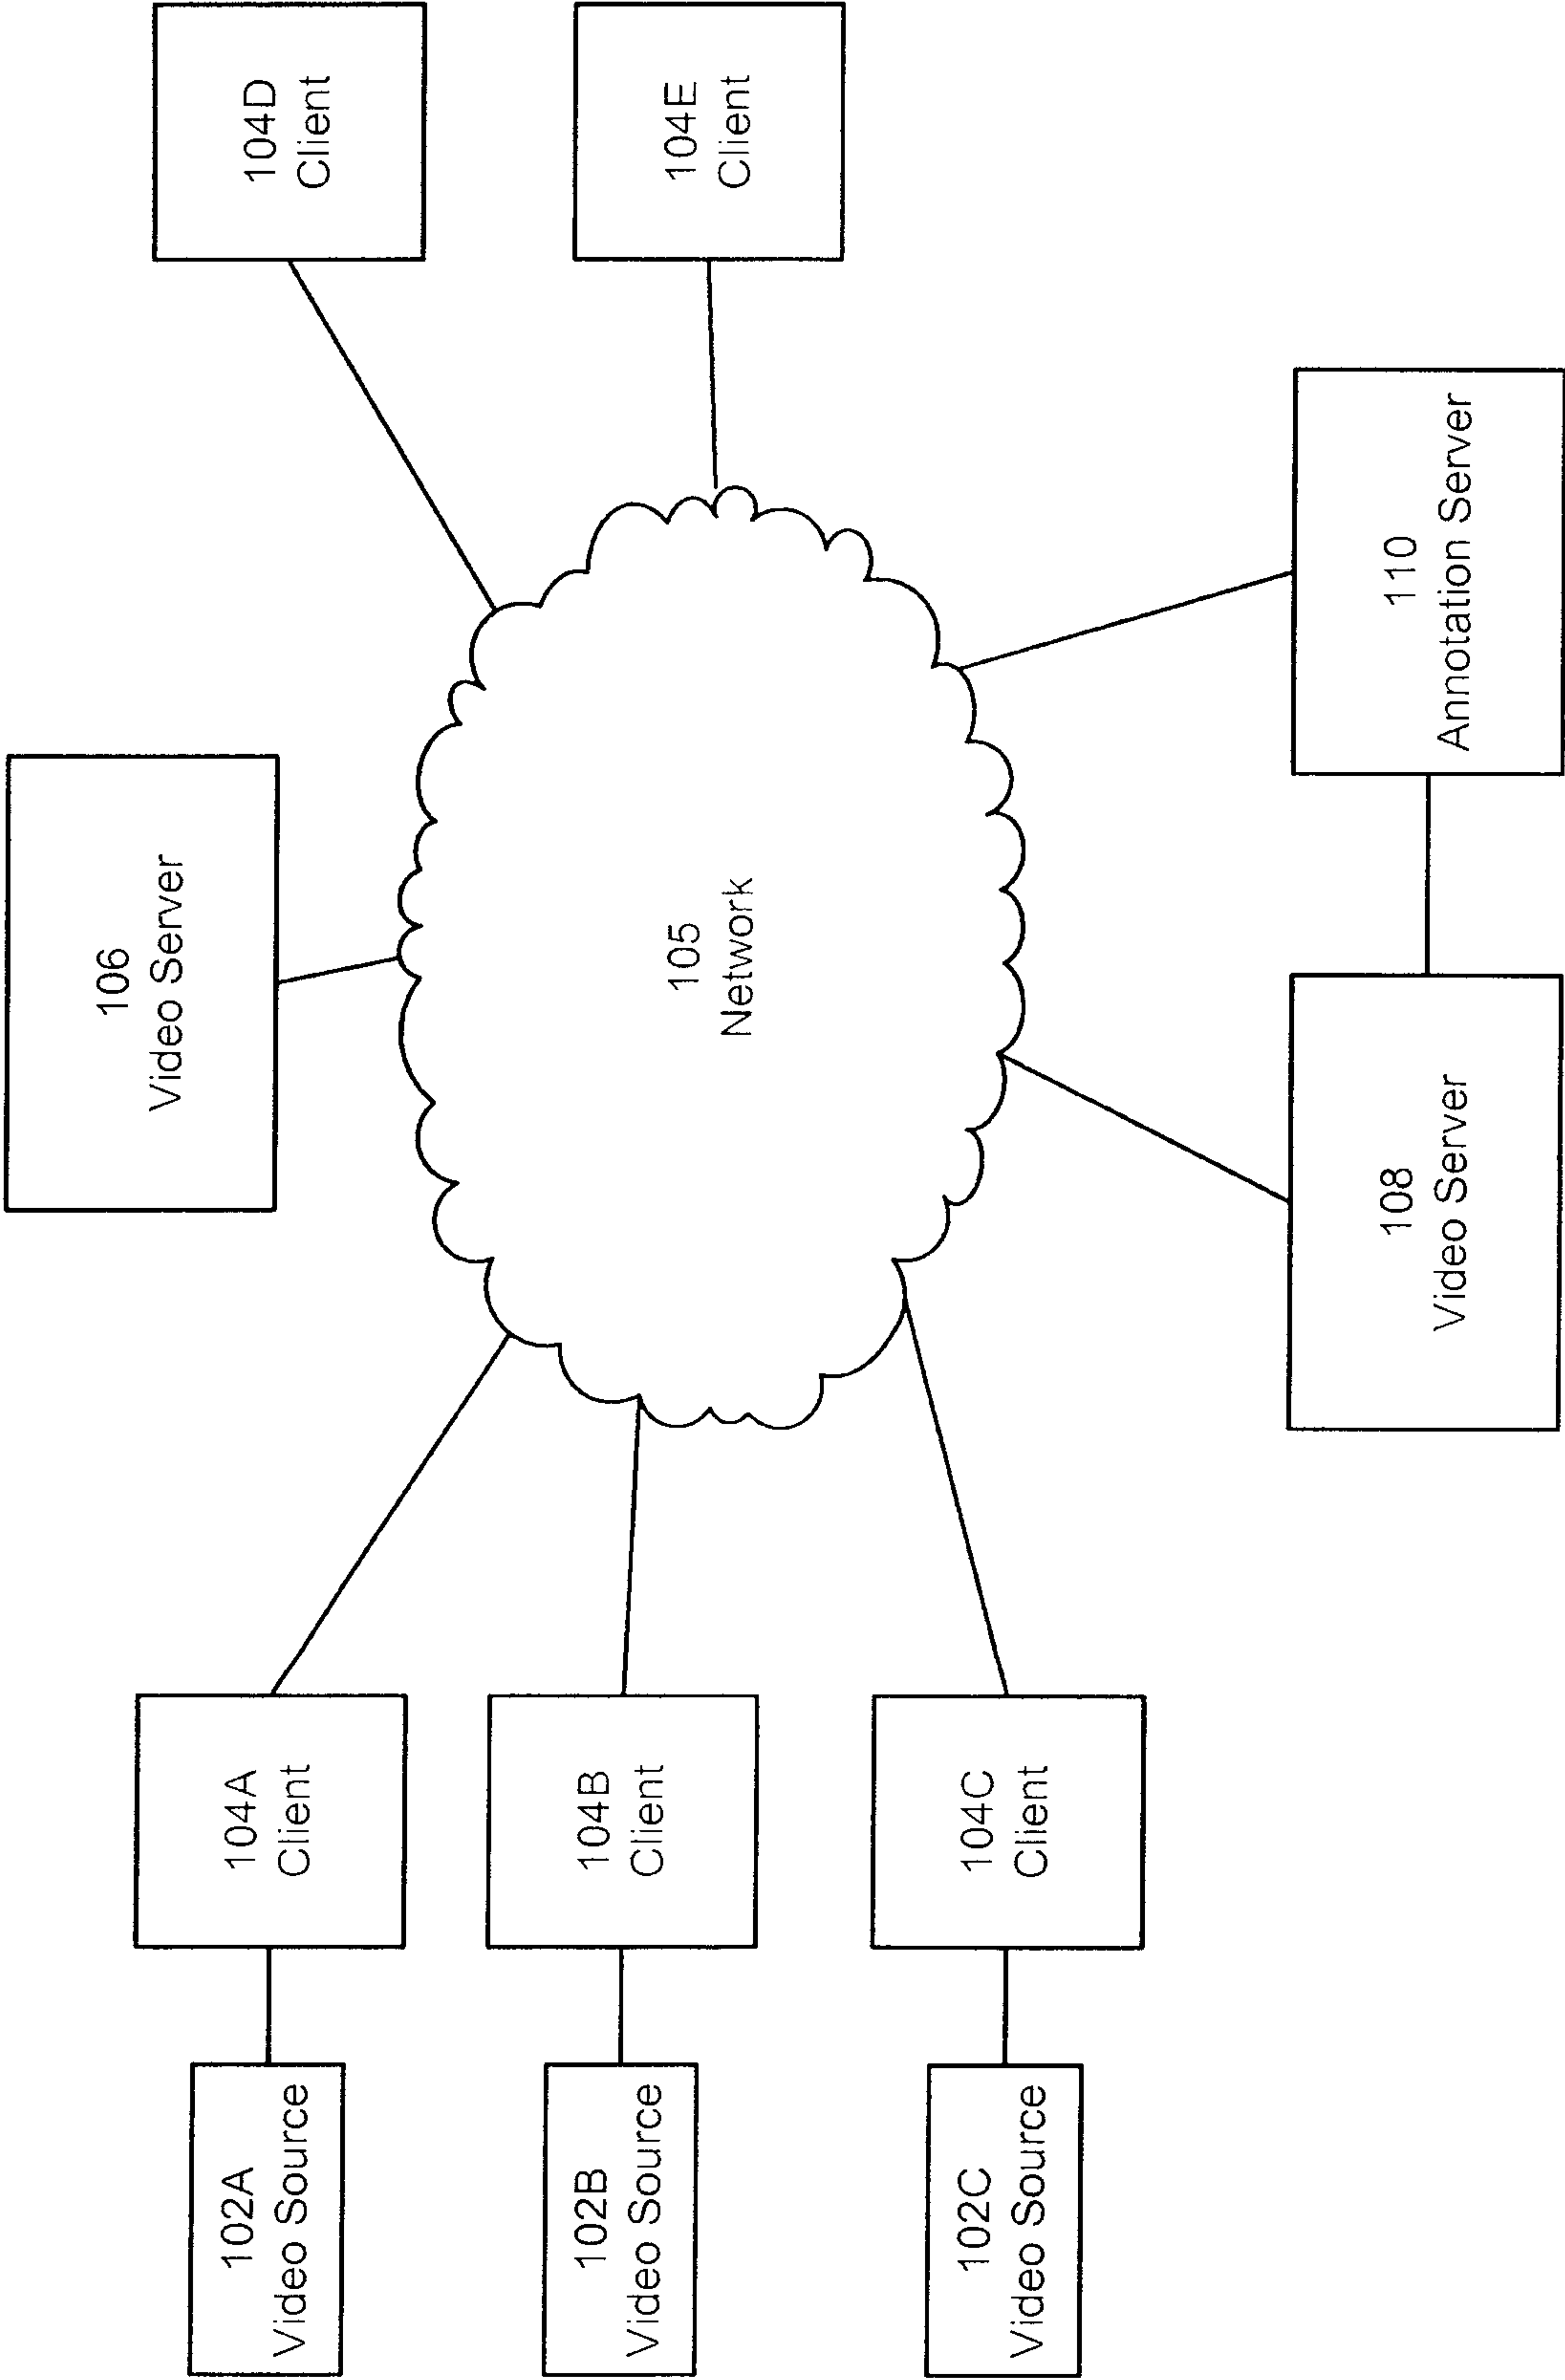 102A
Video Source
104A
Client
106
Video Server
104D
Client
102B
Video Source
104B
Client
105
Network
104E
Client
102C
Video Source
104C
Client
108
Video Server
110
Annotation Server